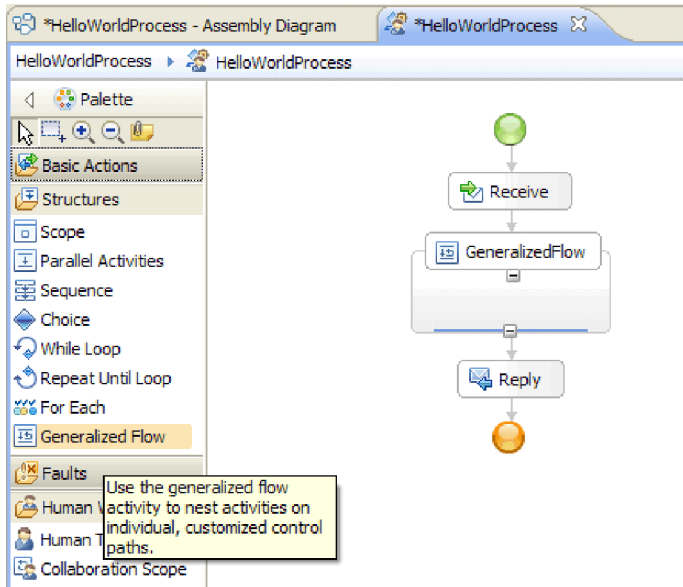 *HelloWorldProcess - Assembly Diagram
*HelloWorldProcess
HelloWorldProcess
HelloWorldProcess
Palette
Basic Actions
Structures
Scope
Parallel Activities
Sequence
Choice
While Loop
Repeat Until Loop
For Each
Generalized Flow
Faults
Human
Human
Collaboration Scope
Use the generalized flow
activity to nest activities on
individual, customized control
paths.
Receive
GeneralizedFlow
Reply